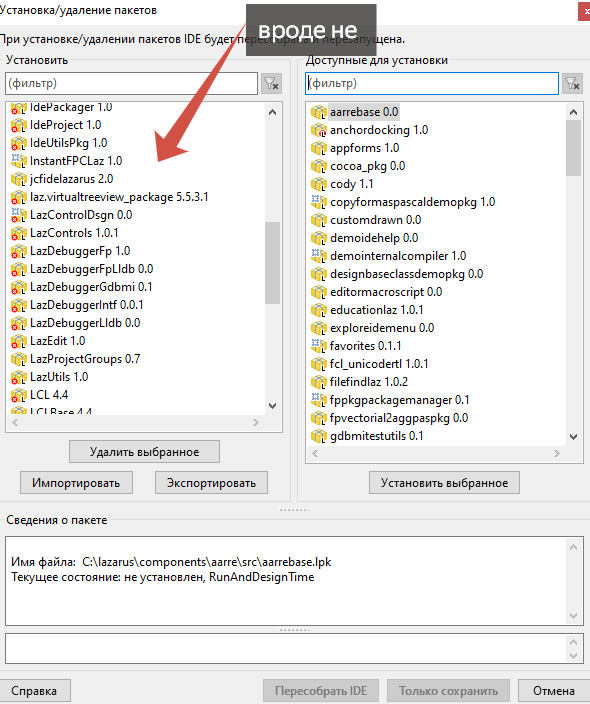 Установка/удаление пакетов
вроде не
При установке/удалении пакетов IDE будет пересобрана и перезапущена.
Установить
(фильтр)
IdePackager 1.0
IdeProject 1.0
IdeUtilsPkg 1.0
InstantFPCLaz 1.0
jcfidelazarus 2.0
laz.virtualtreeview_package 5.5.3.1
LazControlDsgn 0.0
LazControls 1.0.1
LazDebuggerFp 1.0
LazDebuggerFpLldb 0.0
LazDebuggerGdbmi 0.1
LazDebuggerIntf 0.0.1
LazDebuggerLldb 0.0
LazEdit 1.0
LazProjectGroups 0.7
LazUtils 1.0
LCL 4.4
LCLBase 4.4
Удалить выбранное
Импортировать
Экспортировать
Доступные для установки
(фильтр)
aarrebase 0.0
anchordocking 1.0
appforms 1.0
cocoa_pkg 0.0
cody 1.1
copyformaspascaldemopkg 1.0
customdrawn 0.0
demoidehelp 0.0
demointernalcompiler 1.0
designbaseclassdemopkg 0.0
editormacroscript 0.0
educationlaz 1.0.1
exploreidemenu 0.0
favorites 0.1.1
fcl_unicodertl 1.0.1
filefindlaz 1.0.2
fppkgpackagemanager 0.1
fpvectorial2aggpaspkg 0.0
gdbmitestutils 0.1
Установить выбранное
Сведения о пакете
Имя файла: C:\lazarus\components\aarre\src\aarrebase.lpk
Текущее состояние: не установлен, RunAndDesignTime
Справка
Пересобрать IDE
Только сохранить
Отмена